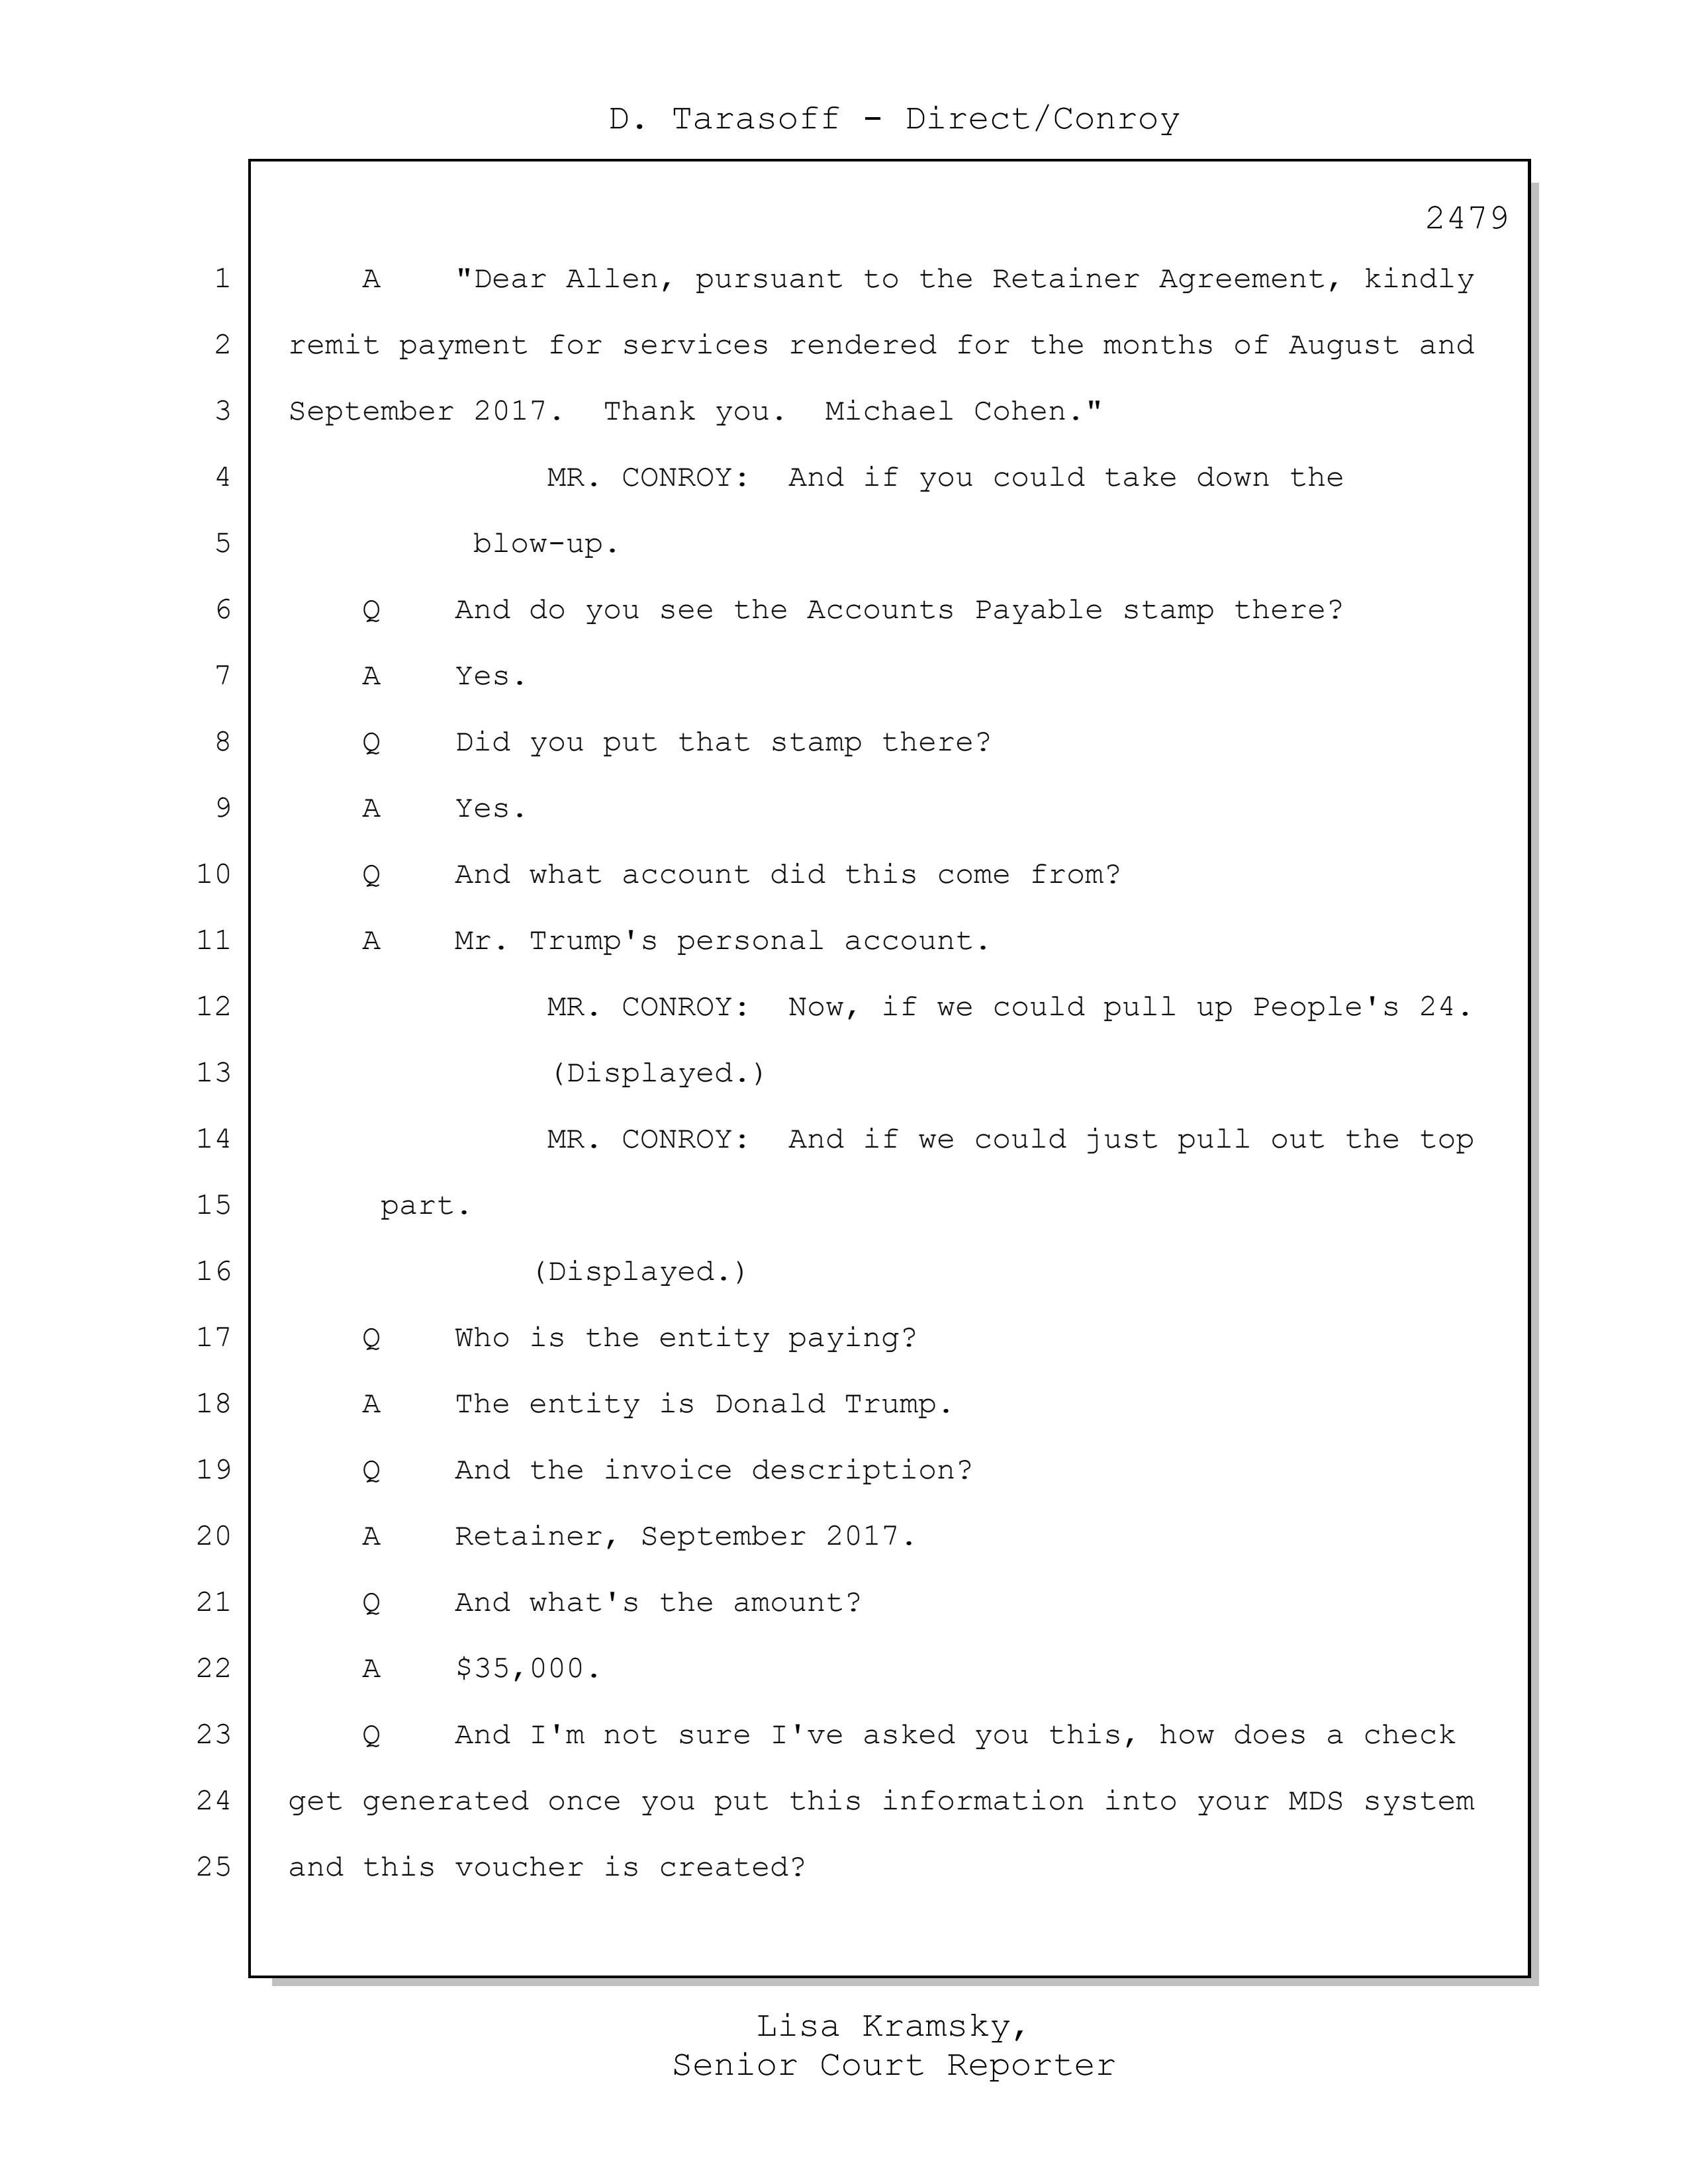 D. Tarasoff - Direct/Conroy
2479
1 A "Dear Allen, pursuant to the Retainer Agreement, kindly
2 remit payment for services rendered for the months of August and
3 September 2017. Thank you. Michael Cohen."
4 MR. CONROY: And if you could take down the
5 blow-up.
6 Q And do you see the Accounts Payable stamp there?
7 A Yes.
8 Q Did you put that stamp there?
9 A Yes.
10 Q And what account did this come from?
11 A Mr. Trump's personal account.
12 MR. CONROY: Now, if we could pull up People's 24.
13 (Displayed.)
14 MR. CONROY: And if we could just pull out the top
15 part.
16 (Displayed.)
17 Q Who is the entity paying?
18 A The entity is Donald Trump.
19 Q And the invoice description?
20 A Retainer, September 2017.
21 Q And what's the amount?
22 A $35,000.
23 Q And I'm not sure I've asked you this, how does a check
24 get generated once you put this information into your MDS system
25 and this voucher is created?
Lisa Kramsky,
Senior Court Reporter